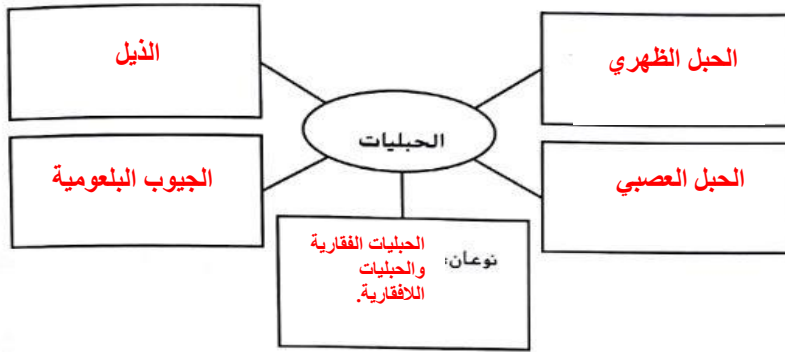 الحبل الظهري
الذيل
الحبليات
الحبل العصبي
الجيوب البلعومية
نوعان:
الحبليات الفقارية
والحبليات
اللافقارية.